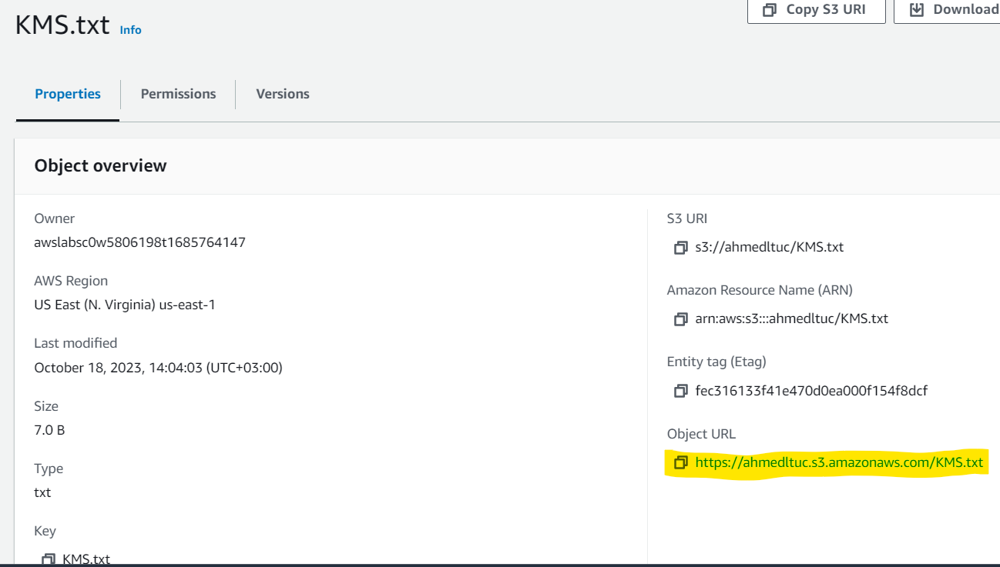 KMS.txt Info
Copy S3 URI
Download
Properties
Permissions
Versions
Object overview
Owner
awslabsc0w5806198t1685764147
AWS Region
US East (N. Virginia) us-east-1
Last modified
October 18, 2023, 14:04:03 (UTC+03:00)
Size
7.0 B
Type
txt
Key
KMS.txt
S3 URI
s3://ahmedltuc/KMS.txt
Amazon Resource Name (ARN)
arn:aws:s3:::ahmedltuc/KMS.txt
Entity tag (Etag)
fec316133f41e470d0ea000f154f8dcf
Object URL
https://ahmedltuc.s3.amazonaws.com/KMS.txt